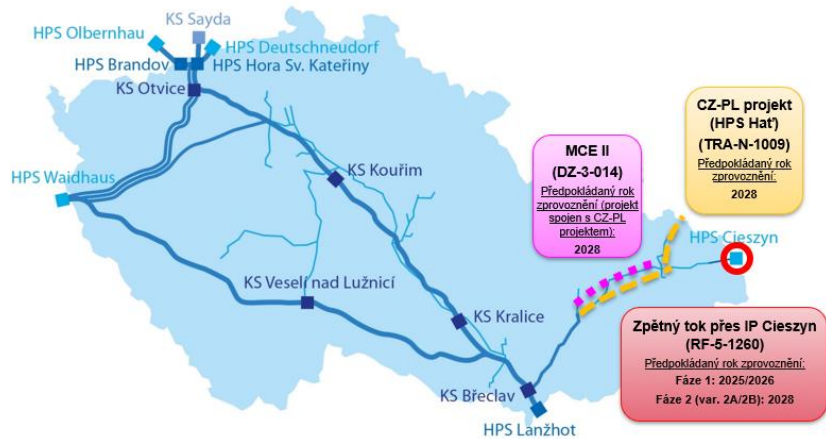 KS Sayda
HPS Olbernhau
HPS Deutschneudorf
HPS Brandov
HPS Hora Sv. Kateřiny
KS Otvice
HPS Waidhaus
KS Kouřim
KS Veselí nad Lužnicí
KS Kralice
KS Břeclav
HPS Lanžhot
HPS Cieszyn
MCE II
(DZ-3-014)
Předpokládaný rok
zprovoznění (projekt
spojen s CZ-PL
projektem):
2028
CZ-PL projekt
(HPS Hať)
(TRA-N-1009)
Předpokládaný rok
zprovoznění:
2028
Zpětný tok přes IP Cieszyn
(RF-5-1260)
Předpokládaný rok
zprovoznění:
Fáze 1: 2025/2026
Fáze 2 (var. 2A/2B): 2028